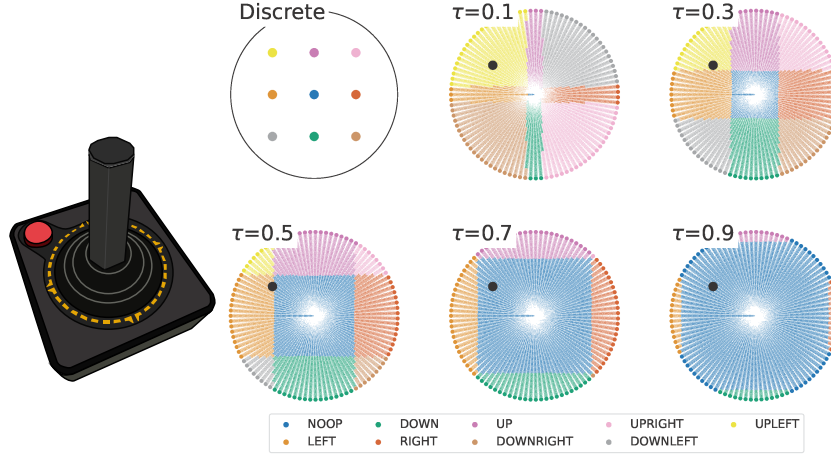 Discrete
τ=0.1
τ=0.3
τ=0.5
τ=0.7
τ=0.9
NOOP DOWN UP UPRIGHT UPLEFT
LEFT RIGHT DOWNRIGHT DOWNLEFT